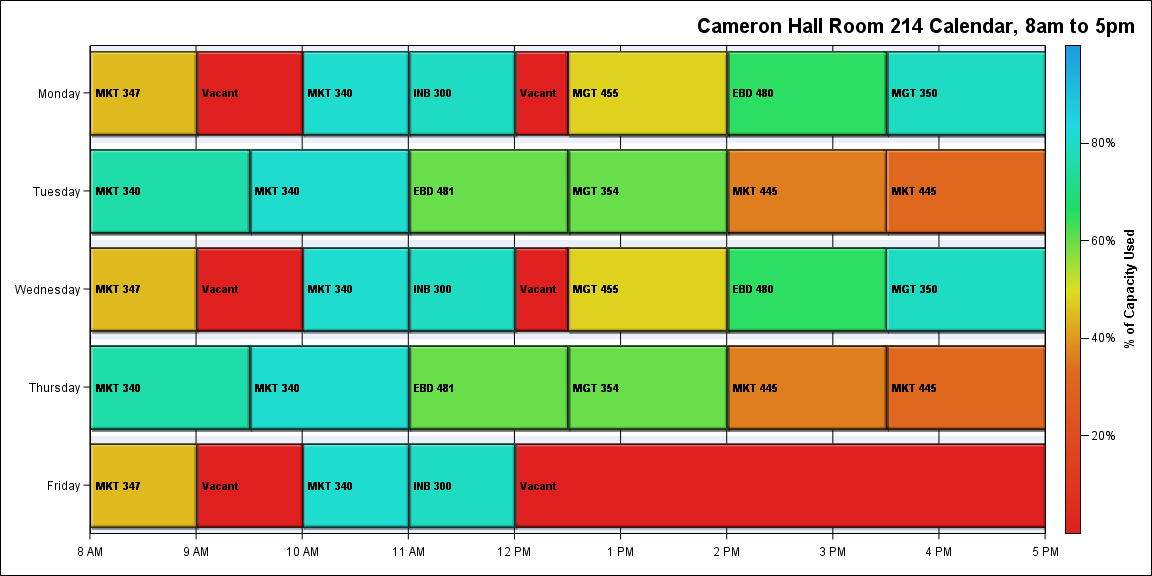 Cameron Hall Room 214 Calendar, 8am to 5pm
Monday
MKT 347
Vacant
MKT 340
INB 300
Vacant
MGT 455
EBD 480
MGT 350
Tuesday
MKT 340
MKT 340
EBD 481
MGT 354
MKT 445
MKT 445
Wednesday
MKT 347
Vacant
MKT 340
INB 300
Vacant
MGT 455
EBD 480
MGT 350
Thursday
MKT 340
MKT 340
EBD 481
MGT 354
MKT 445
MKT 445
Friday
MKT 347
Vacant
MKT 340
INB 300
Vacant
8 AM
9 AM
10 AM
11 AM
12 PM
1 PM
2 PM
3 PM
4 PM
5 PM
80%
60%
40%
20%
% of Capacity Used